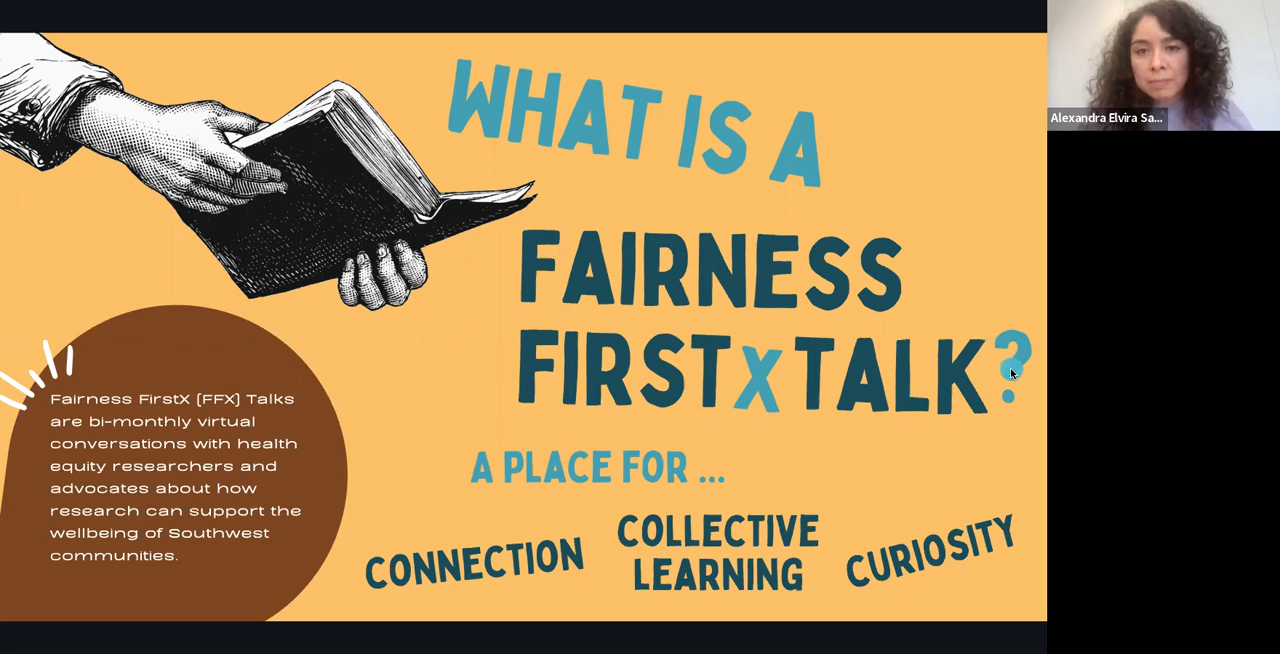 WHAT IS A
FAIRNESS
FIRSTXTALK?
Fairness FirstX (FFX) Talks
are bi-monthly virtual
conversations with health
equity researchers and
advocates about how
research can support the
wellbeing of Southwest
communities.
A PLACE FOR ...
CONNECTION
COLLECTIVE
LEARNING
CURIOSITY
Alexandra Elvira Sa...